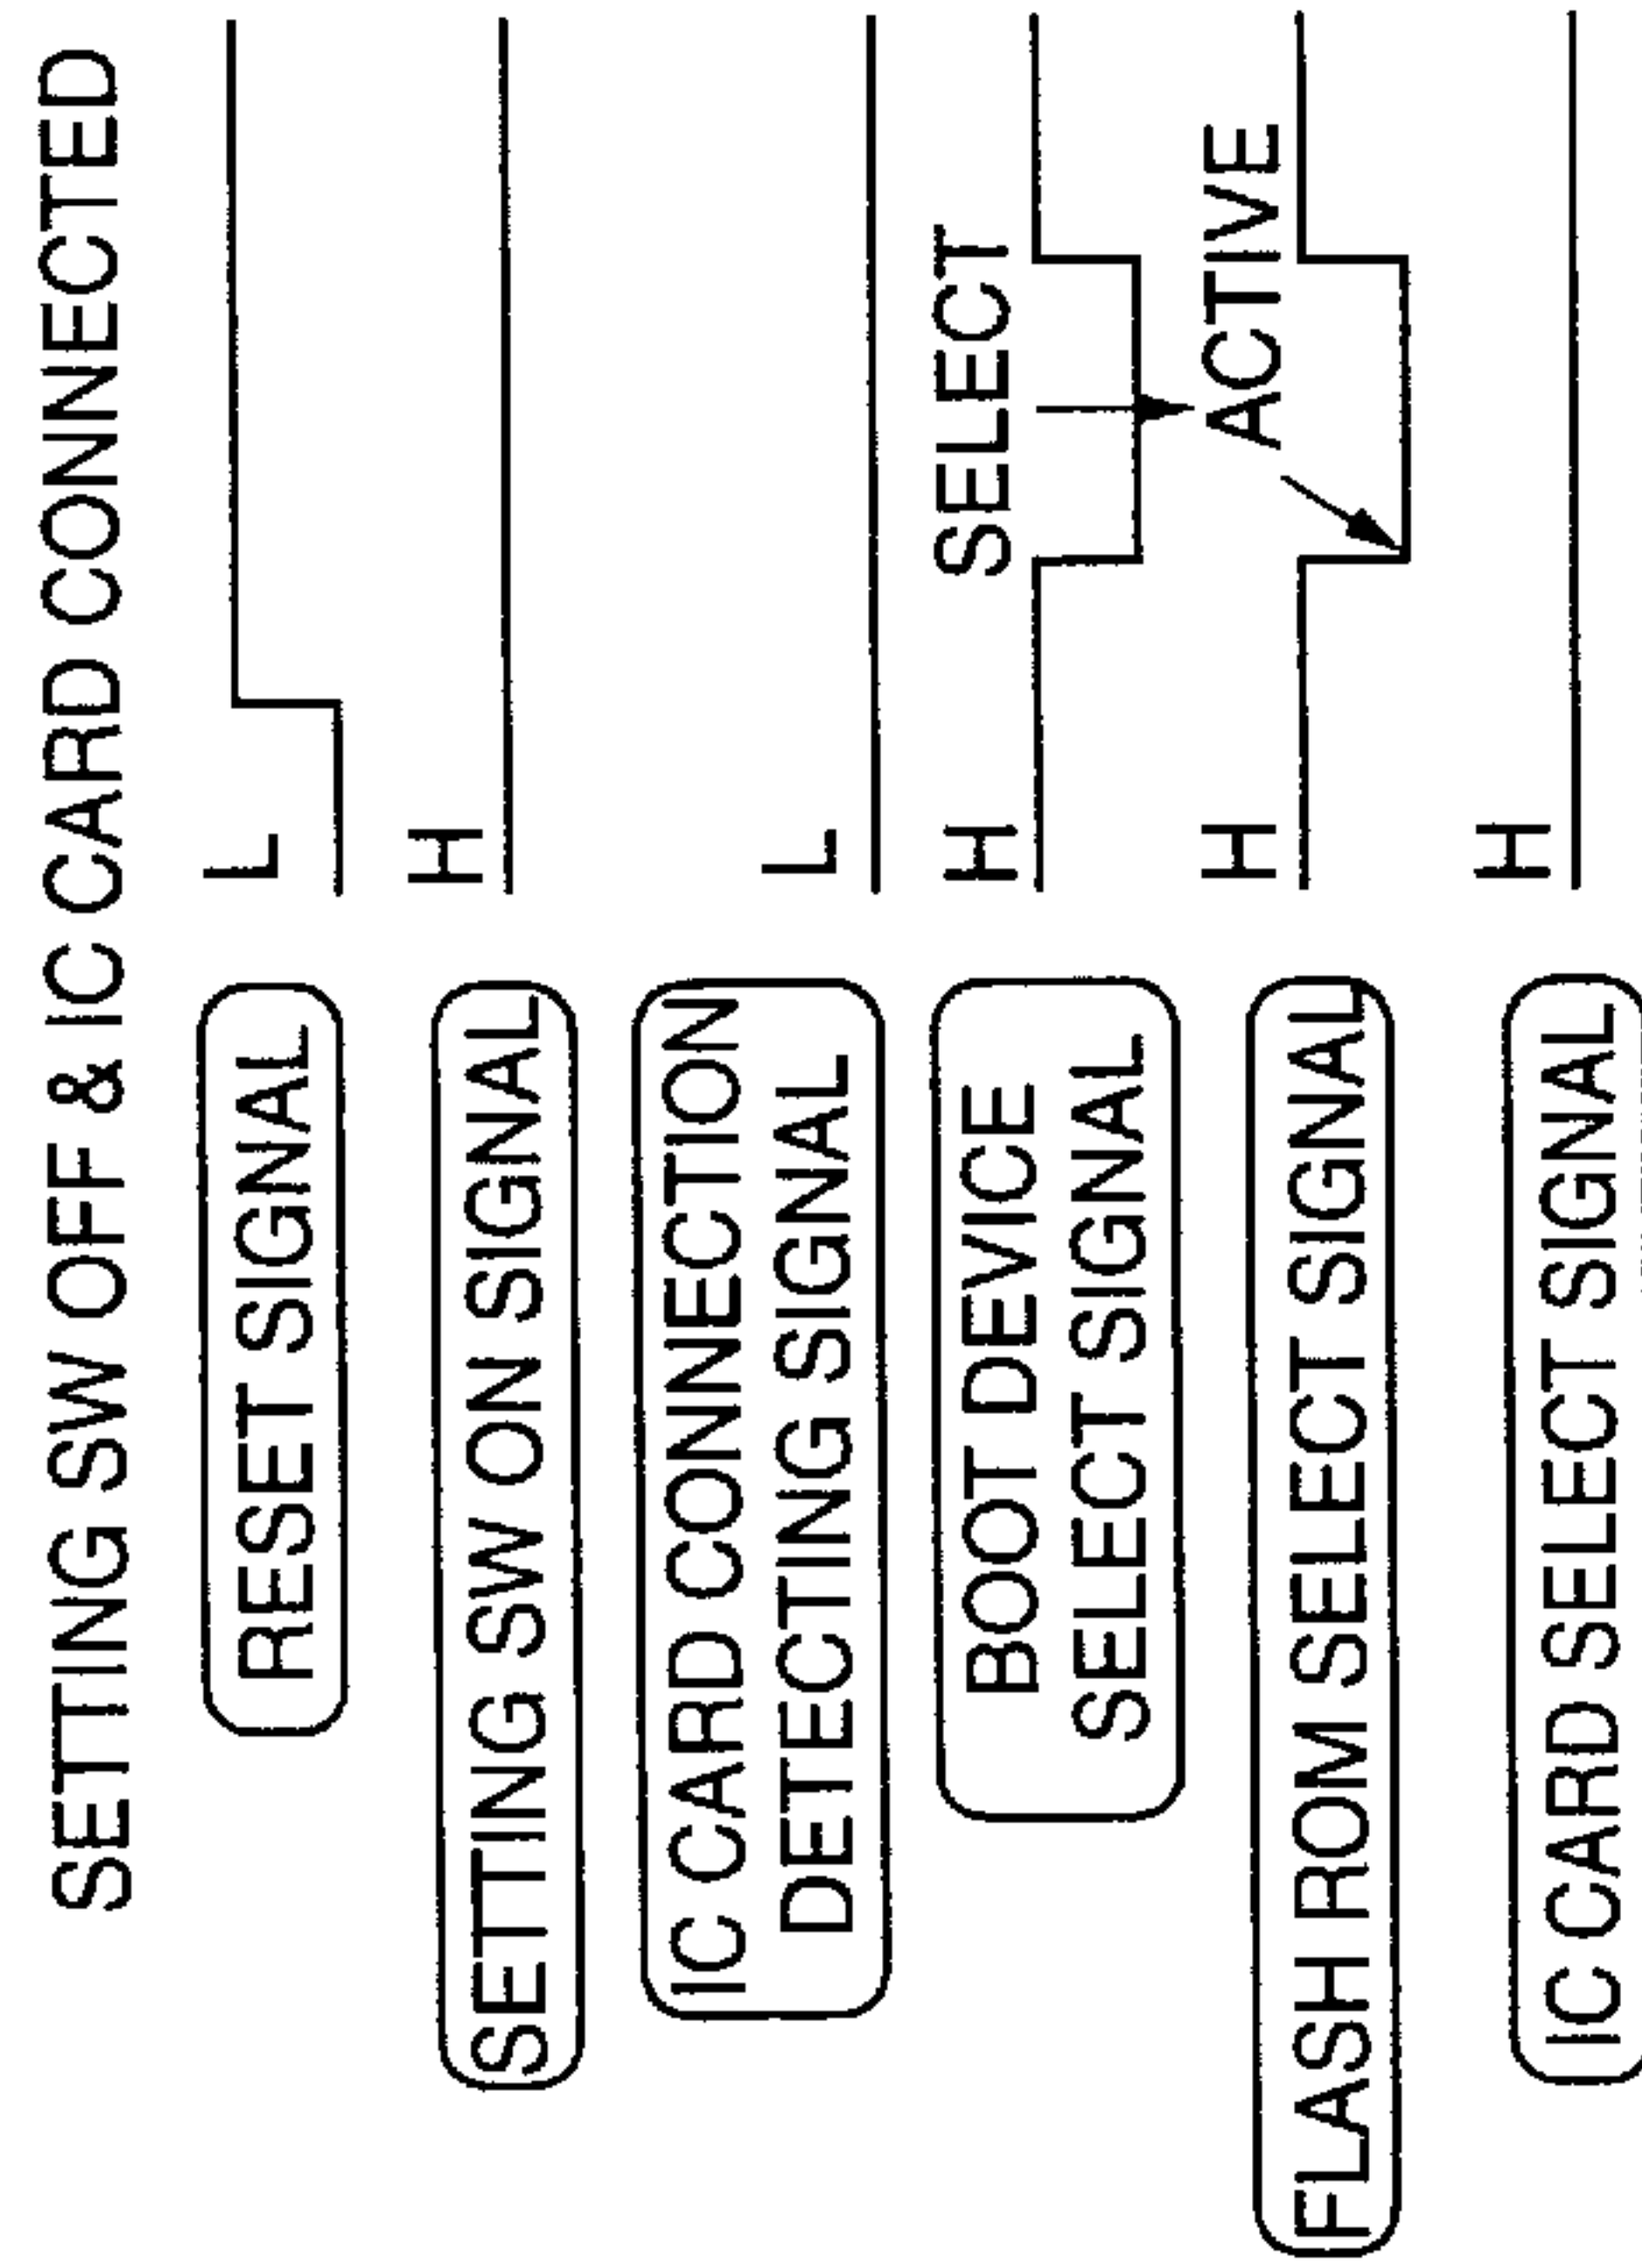 SETTING SW OFF & IC CARD CONNECTED
RESET SIGNAL
L
SETTING SW ON SIGNAL
H
IC CARD CONNECTION
DETECTING SIGNAL
L
BOOT DEVICE
SELECT SIGNAL
H
SELECT
FLASH ROM SELECT SIGNAL
H
ACTIVE
IC CARD SELECT SIGNAL
H